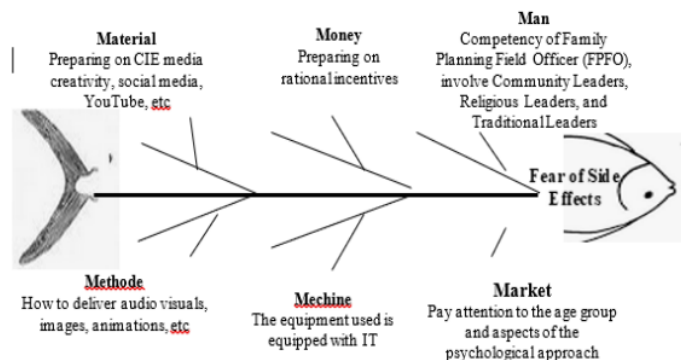 Material
Preparing on CIE media
creativity, social media,
YouTube, etc
Money
Preparing on
rational incentives
Man
Competency of Family
Planning Field Officer (FPFO),
involve Community Leaders,
Religious Leaders, and
Traditional Leaders
Fear of Side
Effects
Methode
How to deliver audio visuals,
images, animations, etc
Mechine
The equipment used is
equipped with IT
Market
Pay attention to the age group
and aspects of the
psychological approach